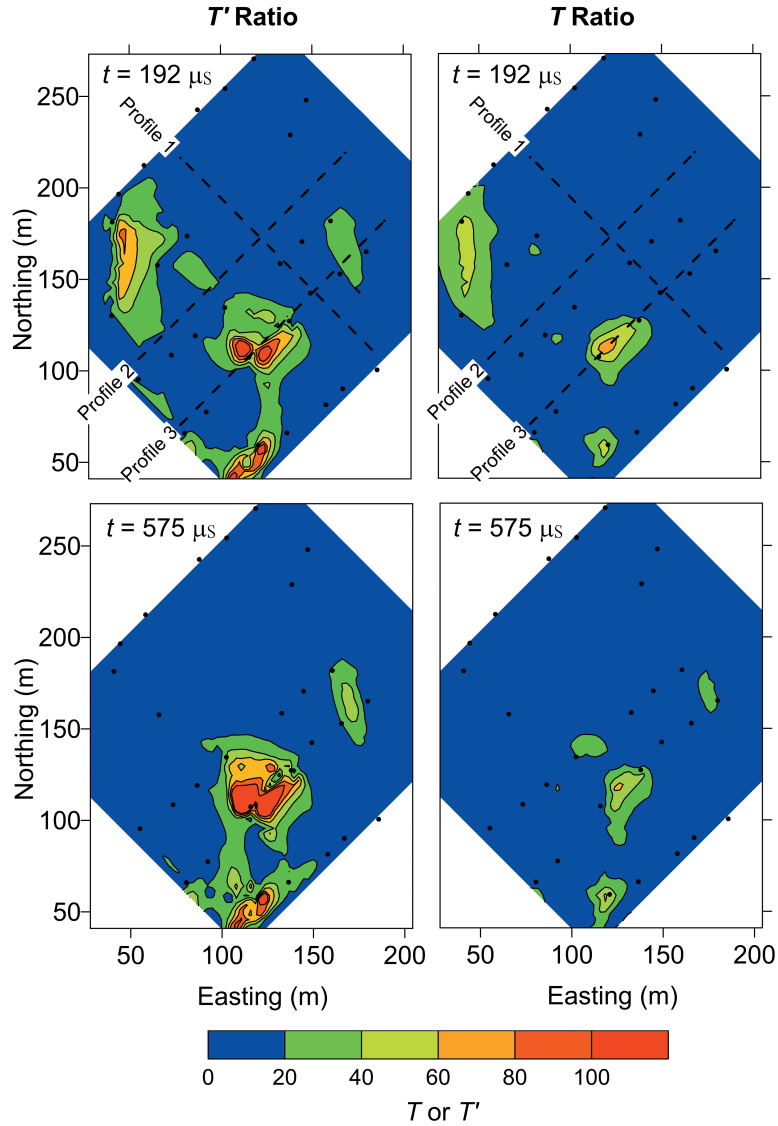 T′ Ratio
T Ratio
t = 192 μs
t = 192 μs
Profile 1
Profile 1
250
200
150
100
50
Northing (m)
Profile 2
Profile 3
Profile 2
Profile 3
t = 575 μs
t = 575 μs
250
200
150
100
50
Northing (m)
50 100 150 200
50 100 150 200
Easting (m)
Easting (m)
0 20 40 60 80 100
T or T′